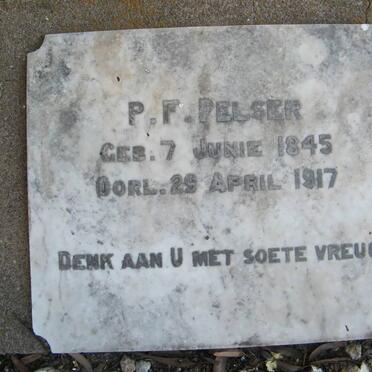 P. F. PELSER
GEB. 7 JUNIE 1845
OORL. 29 APRIL 1917
DENK AAN U MET SOETE VREUG